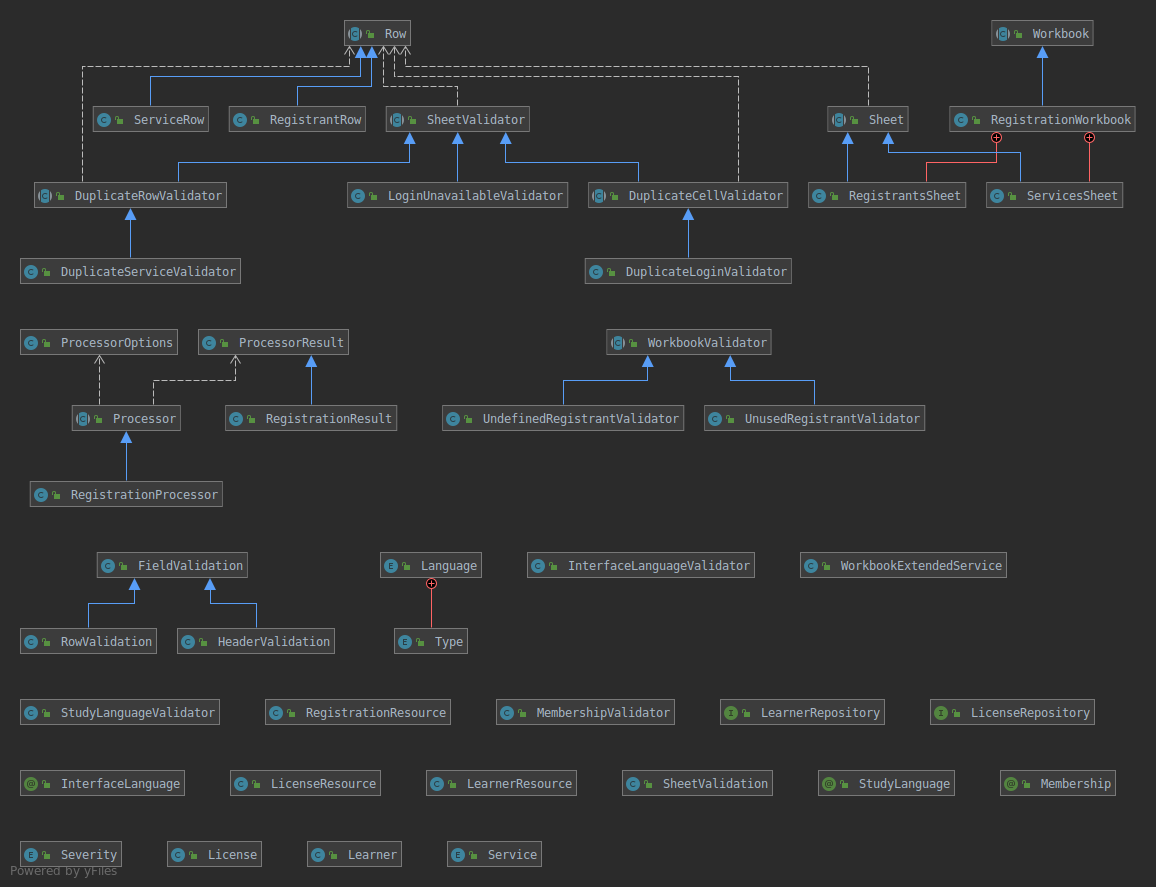 Row
Workbook
ServiceRow
RegistrantRow
SheetValidator
Sheet
RegistrationWorkbook
DuplicateRowValidator
LoginUnavailableValidator
DuplicateCellValidator
RegistrantsSheet
ServicesSheet
DuplicateServiceValidator
DuplicateLoginValidator
ProcessorOptions
ProcessorResult
WorkbookValidator
Processor
RegistrationResult
UndefinedRegistrantValidator
UnusedRegistrantValidator
RegistrationProcessor
FieldValidation
Language
InterfaceLanguageValidator
WorkbookExtendedService
RowValidation
HeaderValidation
Type
StudyLanguageValidator
RegistrationResource
MembershipValidator
LearnerRepository
LicenseRepository
InterfaceLanguage
LicenseResource
LearnerResource
SheetValidation
StudyLanguage
Membership
Severity
License
Learner
Service
Powered by yFiles